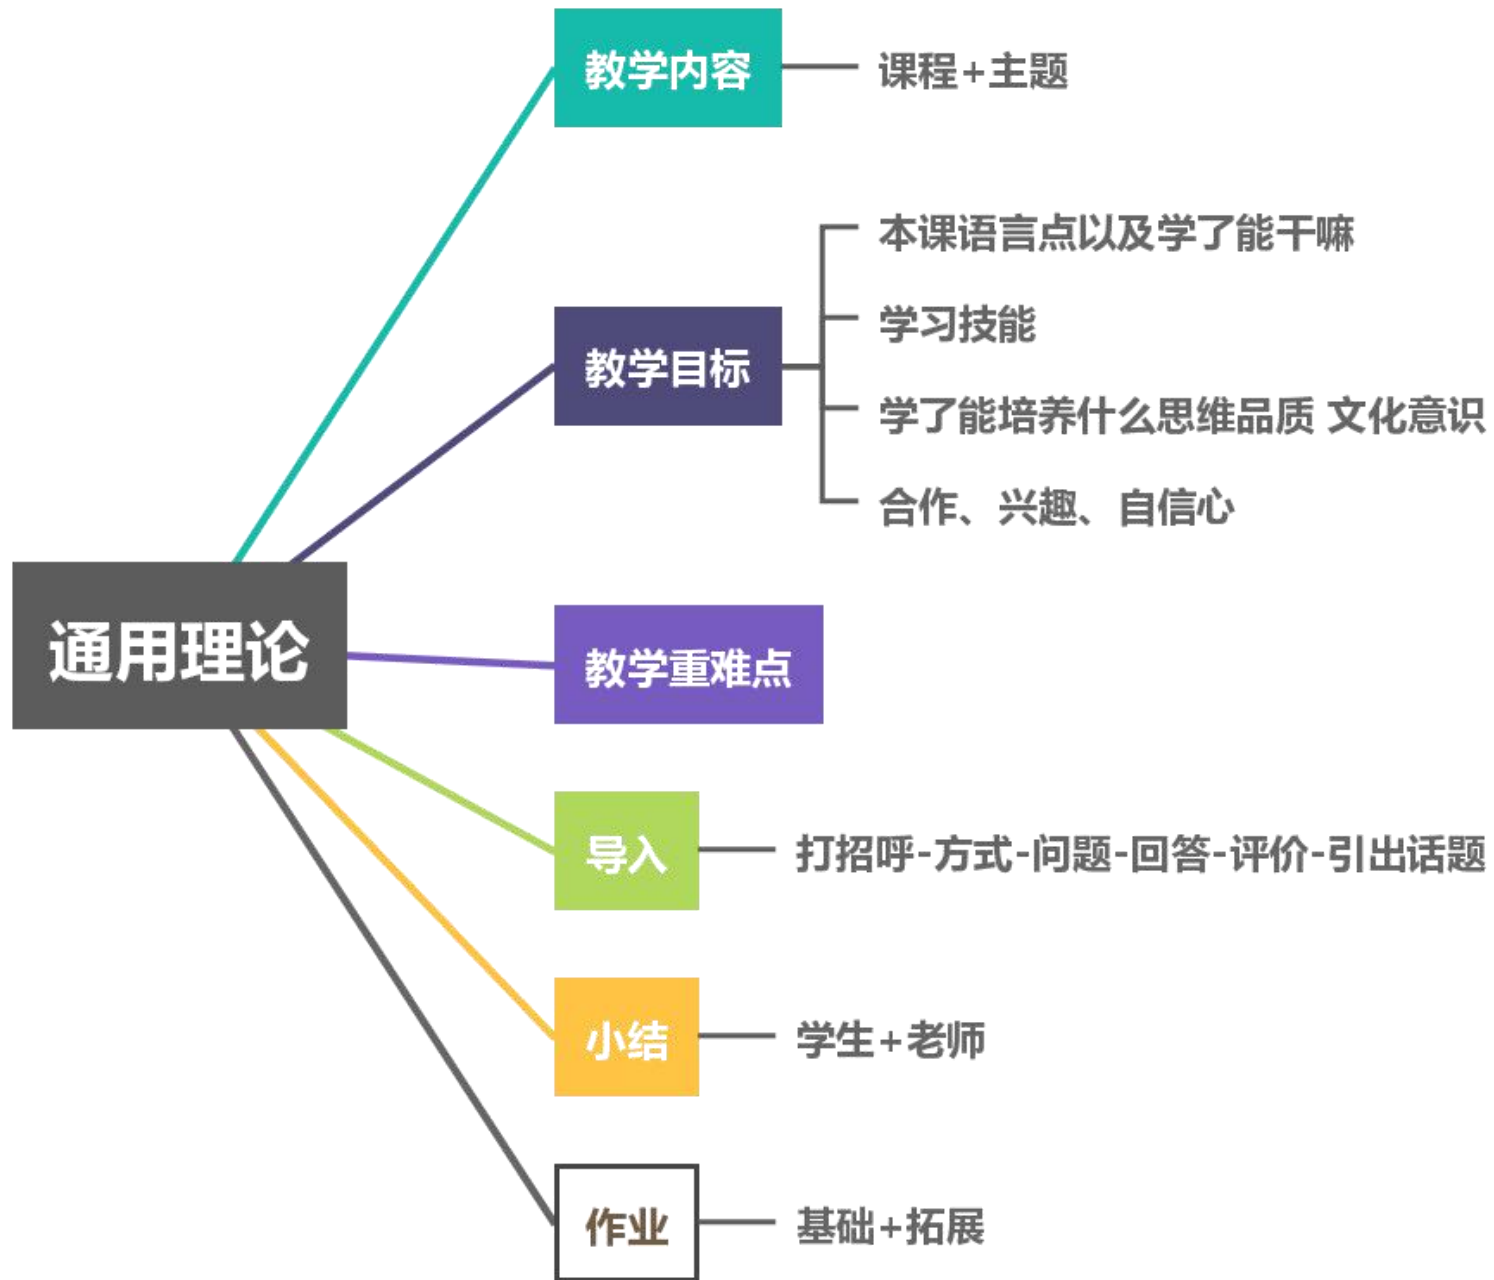 教学内容
课程+主题
本课语言点以及学了能干嘛
学习技能
教学目标
学了能培养什么思维品质 文化意识
合作、兴趣、自信心
通用理论
教学重难点
导入
打招呼-方式-问题-回答-评价-引出话题
小结
学生+老师
作业
基础+拓展